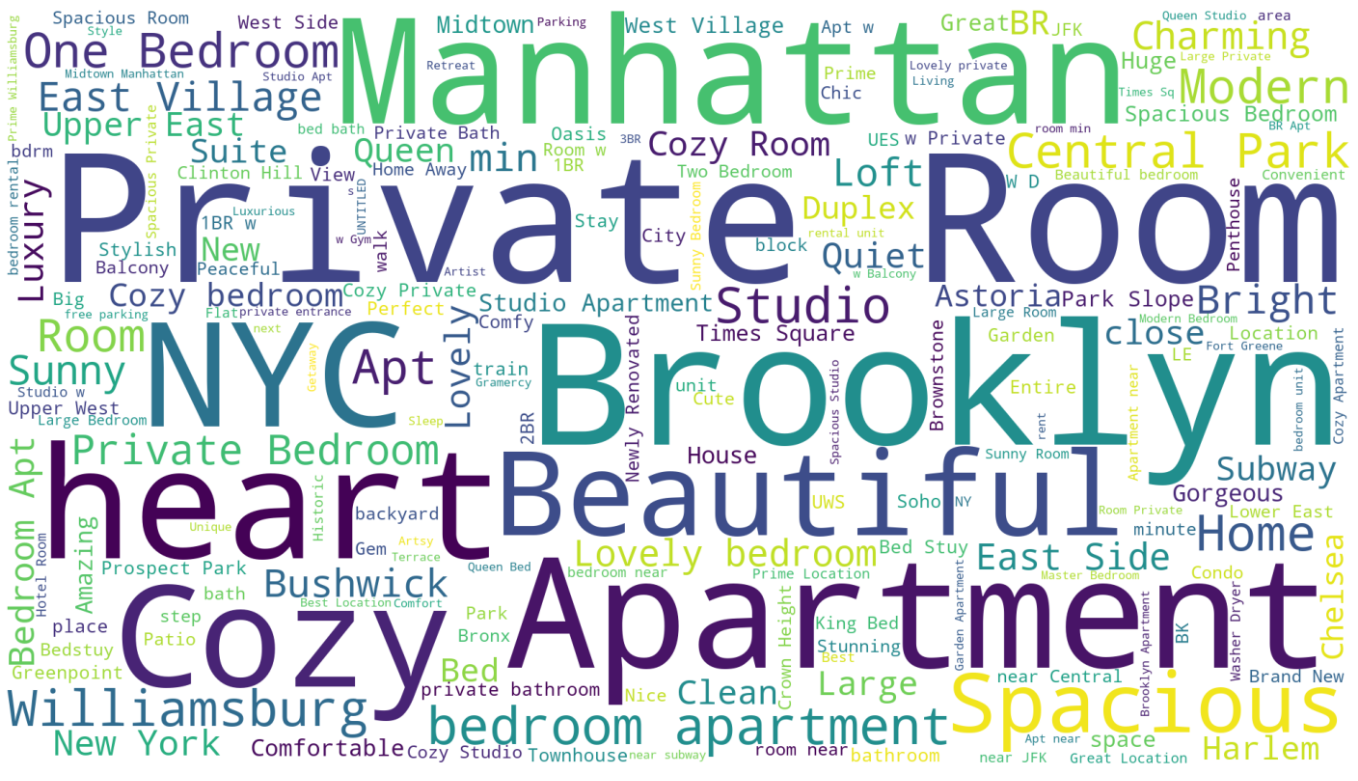 Spacious Room
West Side
Midtown
Parking
West Village
Apt w
Great
BR
JFK
Queen Studio
area
Style
One Bedroom
Manhattan
Charming
Prime Williamsburg
Midtown Manhattan
Studio Apt
Retreat
Prime
Lovely private
Living
Huge
Large Private
Modern
East Village
Chic
Times Sq
Upper East
bed bath
Private Bath
Oasis
3BR
Cozy Room
UES
w Private
room min
Spacious Bedroom
BR Apt
bdrm
Spacious Private
Suite
Clinton Hill
View
Queen
Home Away
min
Room w
1BR
Two Bedroom
Loft
W D
Central Park
Beautiful bedroom
Convenient
bedroom rental
Luxury
Private Room
1BR w
Luxurious
s
UNTITLED
Stay
City
Sunny Bedroom
Duplex
rental unit
block
Quiet
w Balcony
Penthouse
Stylish
New
w Gym
walk
Balcony
Peaceful
Artist
Big
free parking
Cozy bedroom
Flat
private entrance
Cozy Private
Perfect
Lovely
Studio Apartment
Comfy
Studio
Times Square
Astoria
Park Slope
Large Room
Bright
Modern Bedroom
Room
NYC
next
Getaway
Apt
train
Gramercy
Newly Renovated
Brooklyn
Garden
close
Location
LE
Fort Greene
Sunny
Studio w
Upper West
Large Bedroom
Sleep
2BR
unit
Cute
Spacious Studio
Brownstone
Entire
rent
Apartment near
bedroom unit
Cozy Apartment
Private Bedroom
heart
Beautiful
House
Sunny Room
Subway
Gorgeous
Bedroom Apt
Hotel Room
Amazing
Unique
Historic
backyard
Gem
Artsy
Terrace
UWS
Soho
NY
Room Private
minute
Lower East
Home
Prospect Park
Bushwick
Queen Bed
Lovely bedroom
bedroom near
Bed Stuy
Prime Location
East Side
Master Bedroom
Condo
Chelsea
step
bath
Best Location
Comfort
Cozy
Park
Apartment
King Bed
Garden Apartment
Brooklyn Apartment
BK
Washer Dryer
place
Patio
Bronx
Stunning
Bedstuy
Greenpoint
Bed
Best
Crown Height
private bathroom
Nice
Clean
Large
near Central
Brand New
Williamsburg
bedroom apartment
Spacious
New York
Comfortable
Cozy Studio
Townhouse
near subway
room near
bathroom
near JFK
Apt near
space
Great Location
Harlem